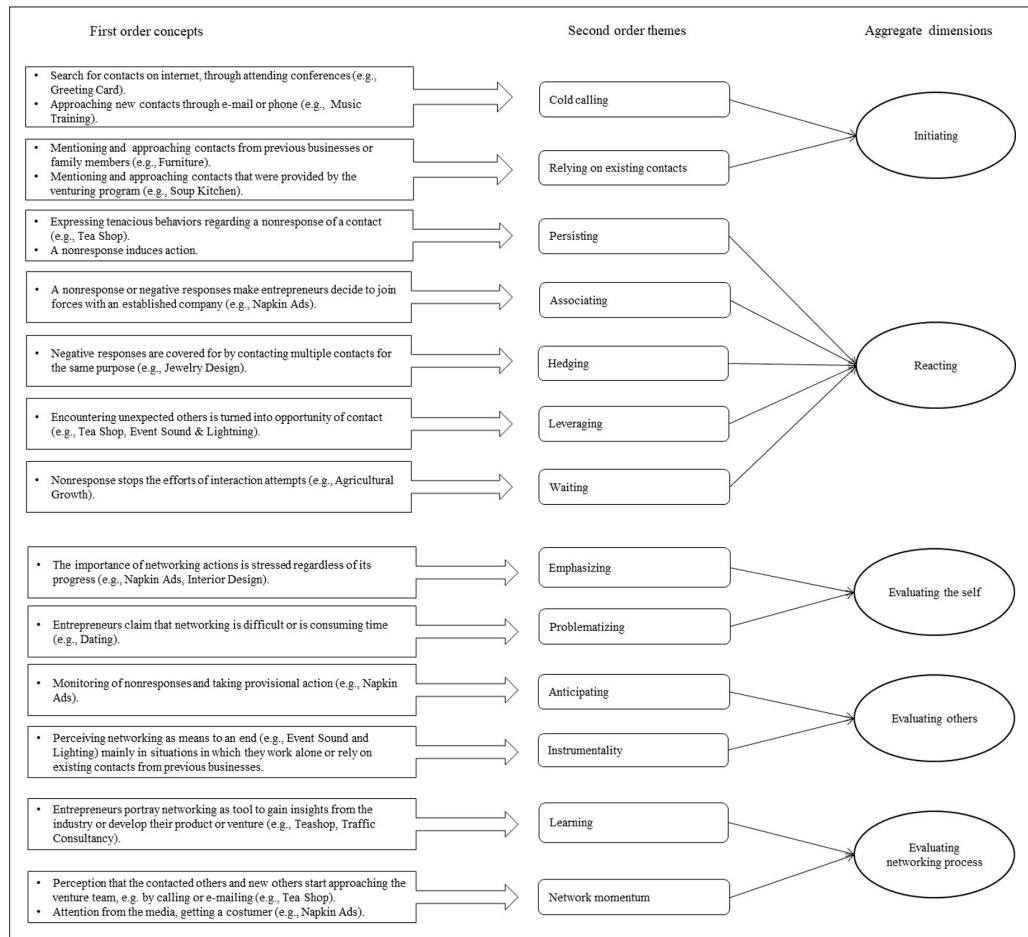 First order concepts
Second order themes
Aggregate dimensions
• Search for contacts on internet, through attending conferences (e.g.,
Greeting Card).
• Approaching new contacts through e-mail or phone (e.g., Music
Training).
Cold calling
Initiating
• Mentioning and approaching contacts from previous businesses or
family members (e.g., Furniture).
• Mentioning and approaching contacts that were provided by the
venturing program (e.g., Soup Kitchen).
Relying on existing contacts
• Expressing tenacious behaviors regarding a nonresponse of a contact
(e.g., Tea Shop).
• A nonresponse induces action.
Persisting
• A nonresponse or negative responses make entrepreneurs decide to join
forces with an established company (e.g., Napkin Ads).
Associating
• Negative responses are covered for by contacting multiple contacts for
the same purpose (e.g., Jewelry Design).
Hedging
Reacting
• Encountering unexpected others is turned into opportunity of contact
(e.g., Tea Shop, Event Sound & Lightning).
Leveraging
• Nonresponse stops the efforts of interaction attempts (e.g., Agricultural
Growth).
Waiting
• The importance of networking actions is stressed regardless of its
progress (e.g., Napkin Ads, Interior Design).
Emphasizing
Evaluating the self
• Entrepreneurs claim that networking is difficult or is consuming time
(e.g., Dating).
Problematizing
• Monitoring of nonresponses and taking provisional action (e.g., Napkin
Ads).
Anticipating
Evaluating others
• Perceiving networking as means to an end (e.g., Event Sound and
Lighting) mainly in situations in which they work alone or rely on
existing contacts from previous businesses.
Instrumentality
• Entrepreneurs portray networking as tool to gain insights from the
industry or develop their product or venture (e.g., Teashop, Traffic
Consultancy).
Learning
Evaluating
networking process
• Perception that the contacted others and new others start approaching the
venture team, e.g. by calling or e-mailing (e.g., Tea Shop).
• Attention from the media, getting a costumer (e.g., Napkin Ads).
Network momentum